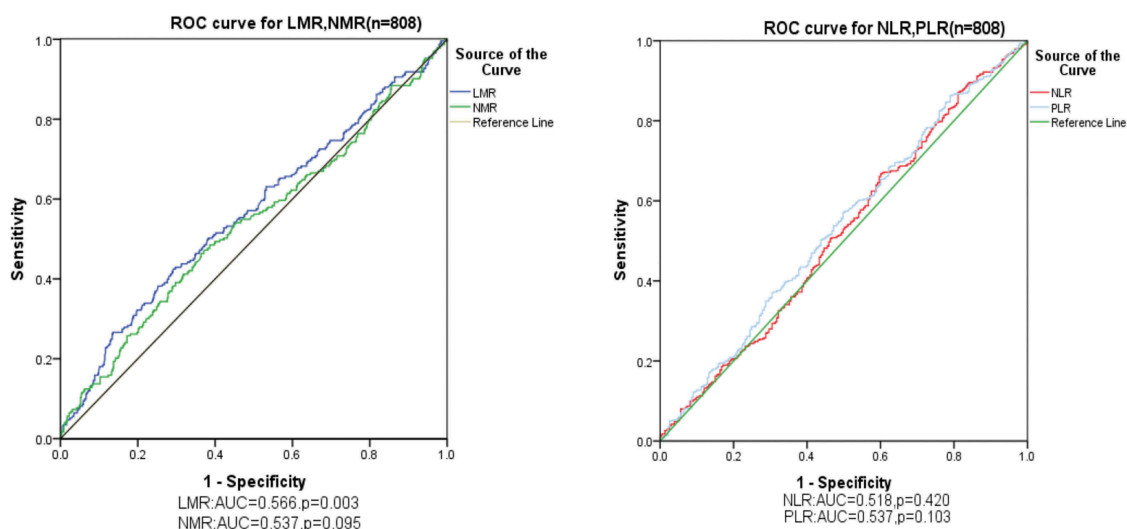 ROC curve for LMR,NMR(n=808)
1.0
0.8
0.6
0.4
0.2
0.0
Sensitivity
0.0 0.2 0.4 0.6 0.8 1.0
1 - Specificity
Source of the
Curve
LMR
NMR
Reference Line
LMR:AUC=0.566,p=0.003
NMR:AUC=0.537,p=0.095
ROC curve for NLR,PLR(n=808)
1.0
0.8
0.6
0.4
0.2
0.0
Sensitivity
0.0 0.2 0.4 0.6 0.8 1.0
1 - Specificity
Source of the
Curve
NLR
PLR
Reference Line
NLR:AUC=0.518,p=0.420
PLR:AUC=0.537,p=0.103